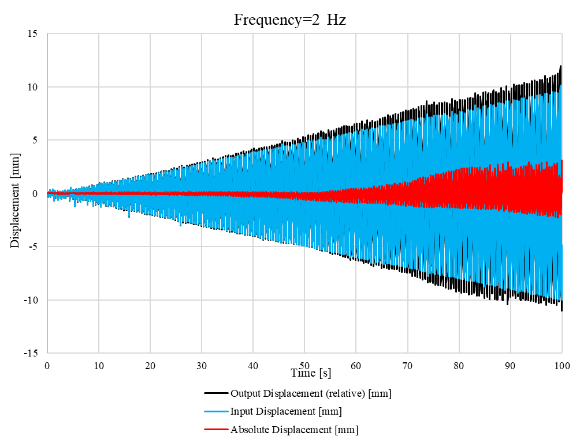 Frequency=2 Hz
15
10
5
0
-5
-10
-15
Displacement [mm]
0 10 20 30 40 50 60 70 80 90 100
Time [s]
Output Displacement (relative) [mm]
Input Displacement [mm]
Absolute Displacement [mm]